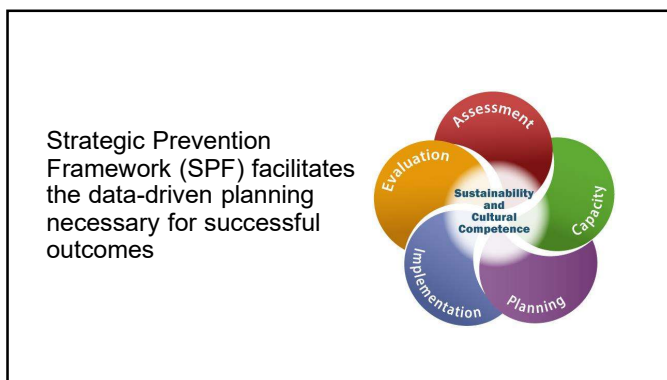 Strategic Prevention
Framework (SPF) facilitates
the data-driven planning
necessary for successful
outcomes
Assessment
Capacity
Planning
Implementation
Evaluation
Sustainability
and
Cultural
Competence